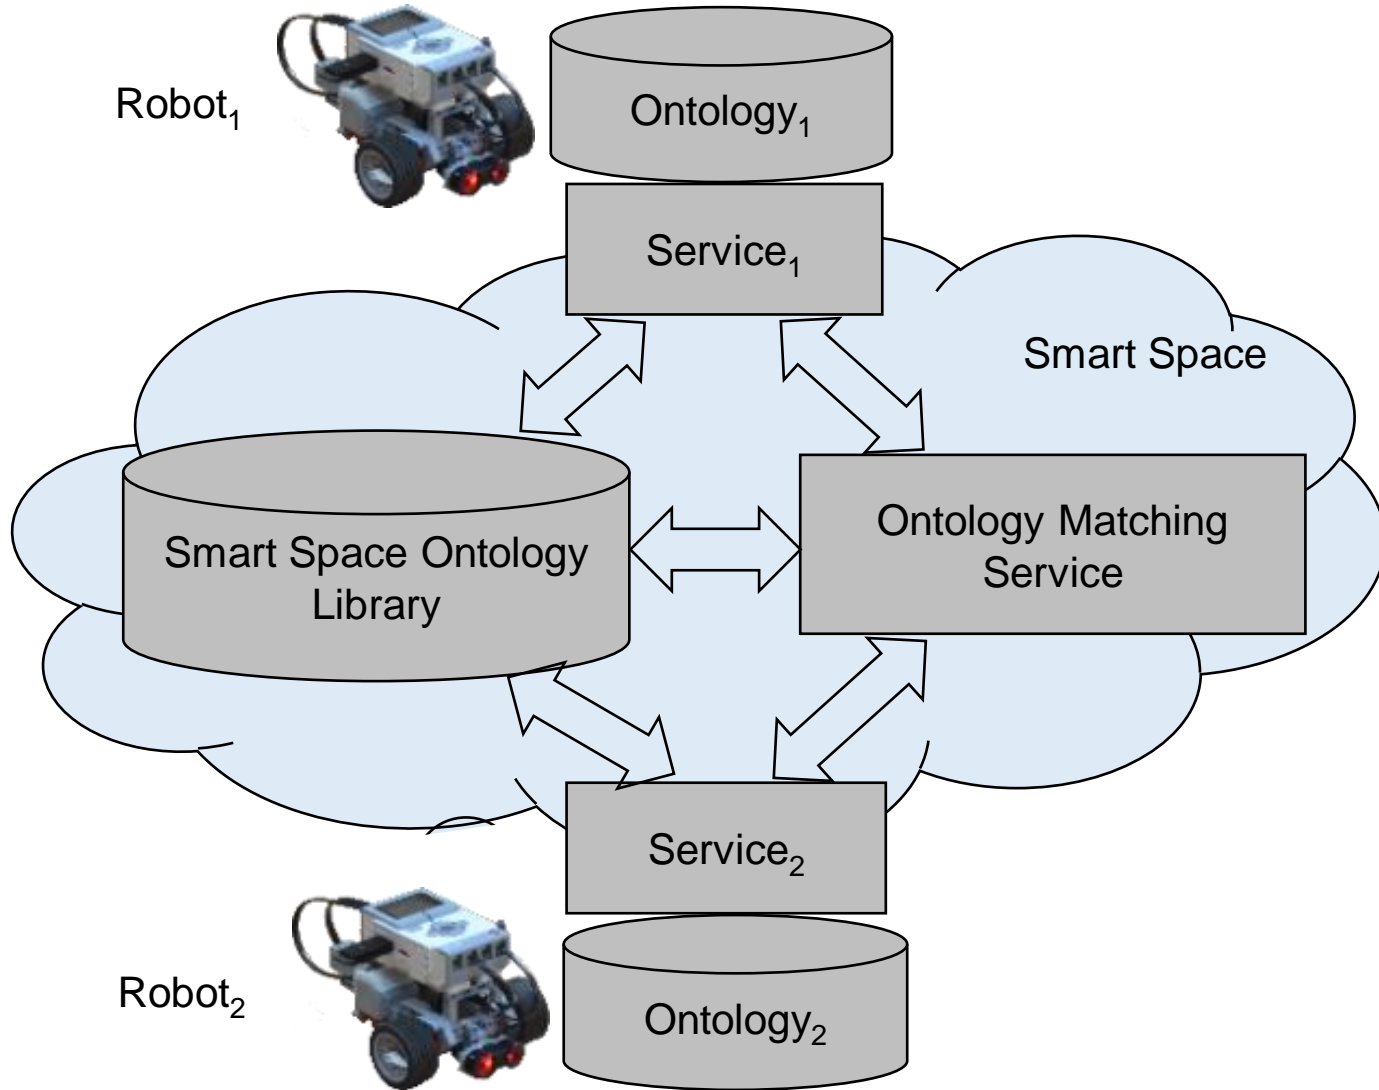 Robot₁
Ontology₁
Service₁
Smart Space
Smart Space Ontology
Library
Ontology Matching
Service
Service₂
Robot₂
Ontology₂